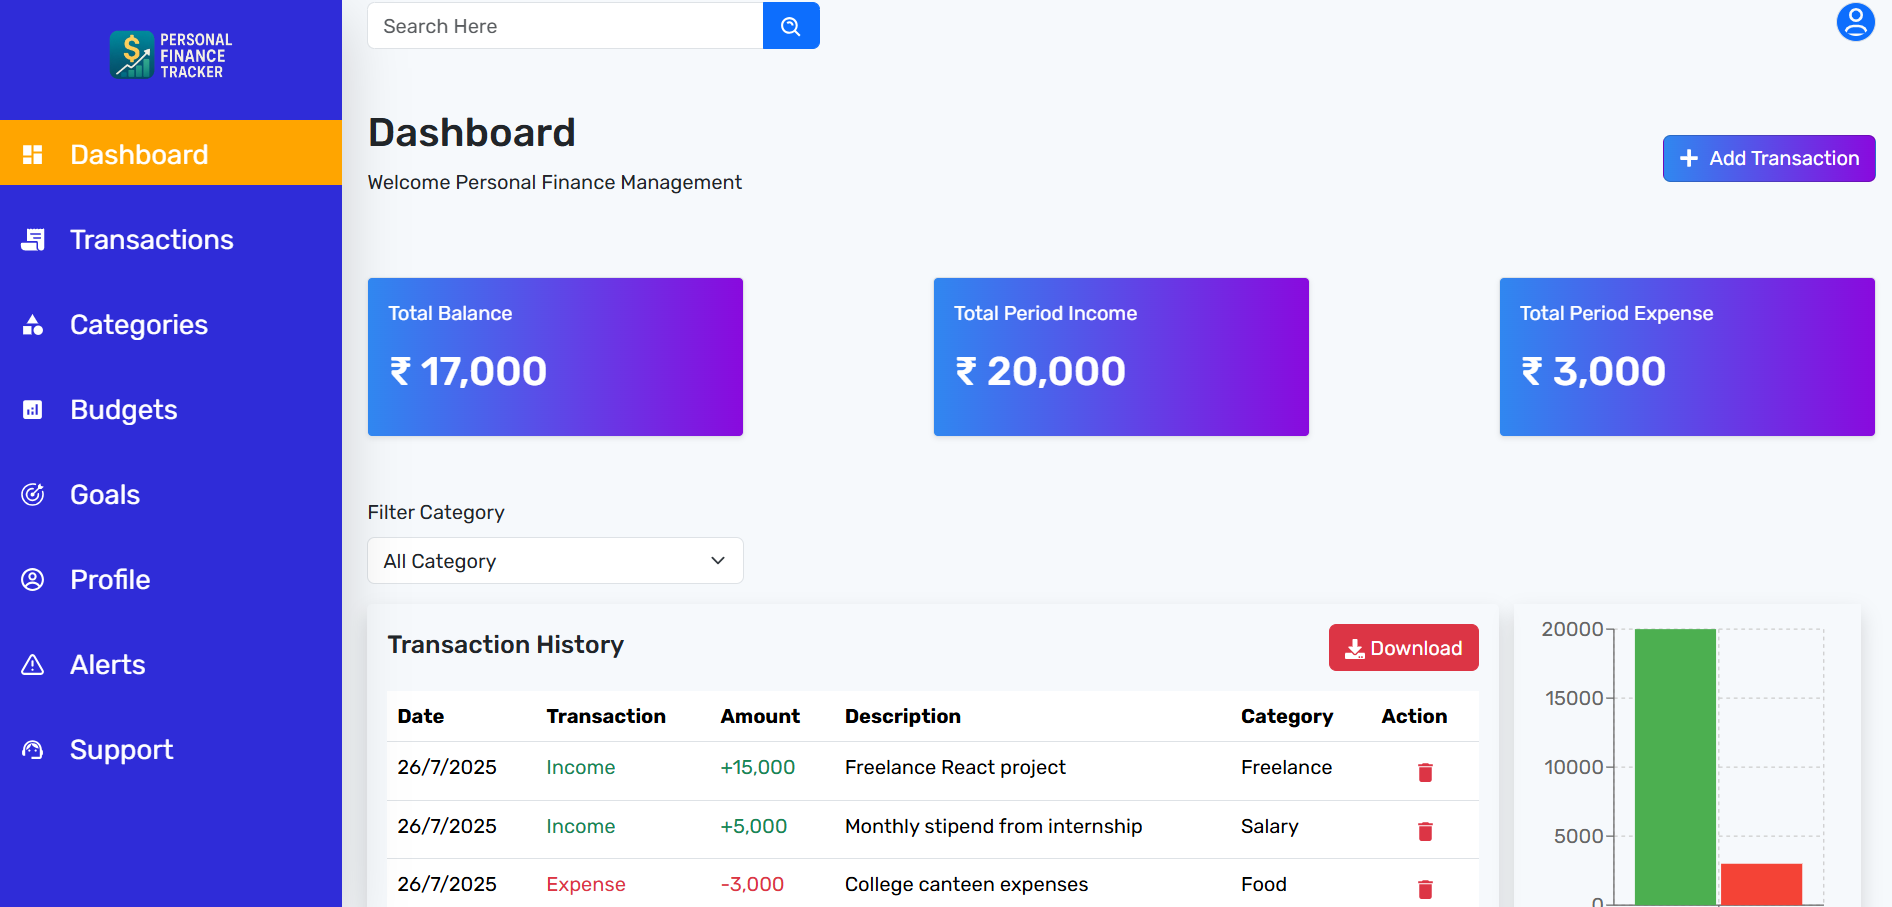 PERSONAL
FINANCE
TRACKER
Dashboard
Transactions
Categories
Budgets
Goals
Profile
Alerts
Support
Search Here
Dashboard
Welcome Personal Finance Management
Add Transaction
Total Balance
₹ 17,000
Total Period Income
₹ 20,000
Total Period Expense
₹ 3,000
Filter Category
All Category
Transaction History
Download
Date Transaction Amount Description Category Action
26/7/2025 Income +15,000 Freelance React project Freelance
26/7/2025 Income +5,000 Monthly stipend from internship Salary
26/7/2025 Expense -3,000 College canteen expenses Food
20000
15000
10000
5000
0